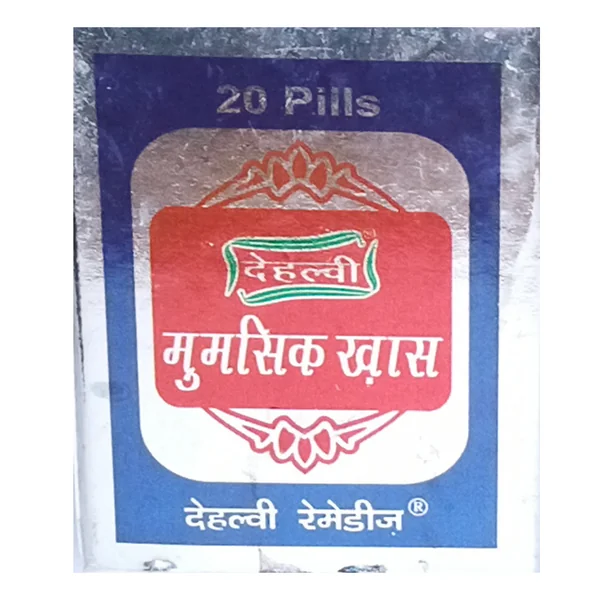 20 Pills
देहल्वी
मुमसिक ख़ास
देहल्वी रेमेडीज़®